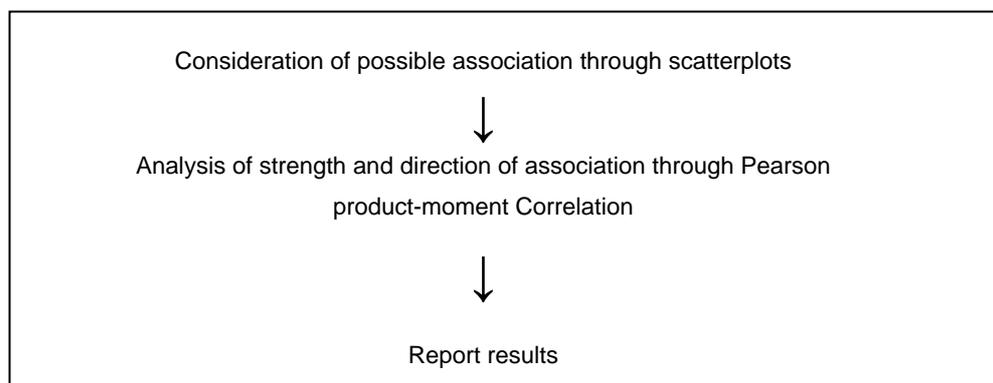 Consideration of possible association through scatterplots
Analysis of strength and direction of association through Pearson
product-moment Correlation
Report results